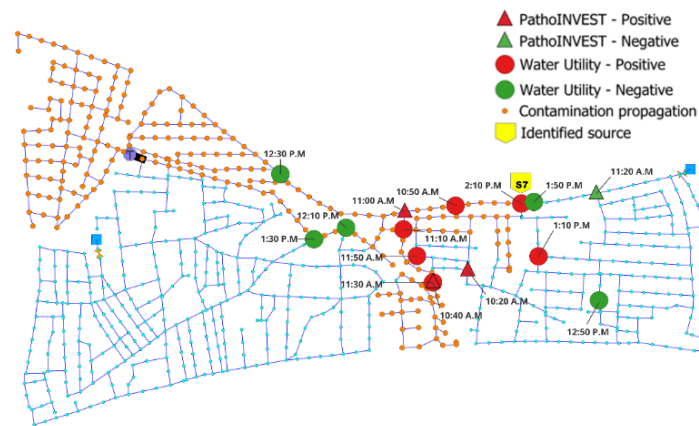 PathoINVEST - Positive
PathoINVEST - Negative
Water Utility - Positive
Water Utility - Negative
Contamination propagation
Identified source
12:30 P.M
11:20 A.M
S7
2:10 P.M
1:50 P.M
10:50 A.M
11:00 A.M
12:10 P.M
1:30 P.M
11:10 A.M
1:10 P.M
11:50 A.M
11:30 A.M
10:20 A.M
10:40 A.M
12:50 P.M
T